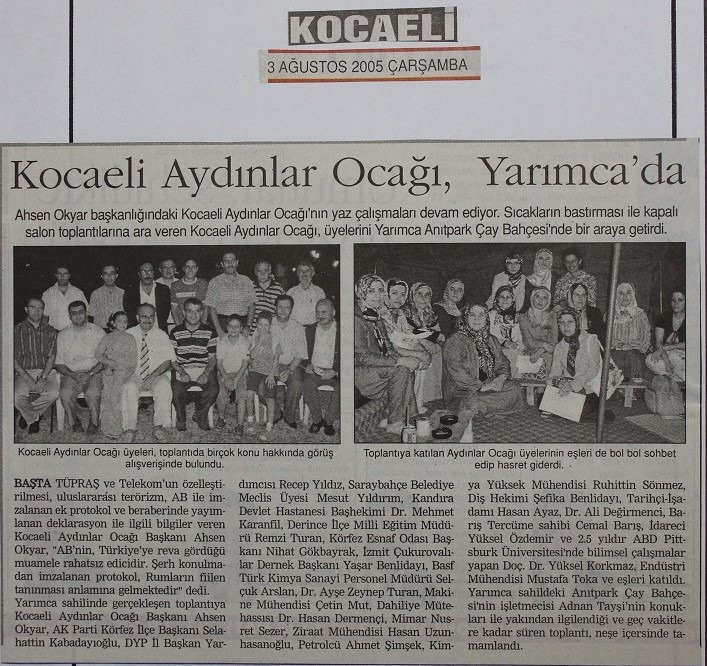 KOCAELİ
3 AĞUSTOS 2005 ÇARŞAMBA
Kocaeli Aydınlar Ocağı, Yarımca'da
Ahsen Okyar başkanlığındaki Kocaeli Aydınlar Ocağı'nın yaz çalışmaları devam ediyor. Sıcakların bastırması ile kapalı
salon toplantılarına ara veren Kocaeli Aydınlar Ocağı, üyelerini Yarımca Anıtpark Çay Bahçesi'nde bir araya getirdi.
Kocaeli Aydınlar Ocağı üyeleri, toplantıda birçok konu hakkında görüş
alışverişinde bulundu.
Toplantıya katılan Aydınlar Ocağı üyelerinin eşleri de bol bol sohbet
edip hasret giderdi.
BAŞTA TÜPRAŞ ve Telekom'un özelleşti-
rilmesi, uluslararası terörizm, AB ile im-
zalanan ek protokol ve beraberinde yayım-
lanan deklarasyon ile ilgili bilgiler veren
Kocaeli Aydınlar Ocağı Başkanı Ahsen
Okyar, "AB'nin, Türkiye'ye reva gördüğü
muamele rahatsız edicidir. Şerh konulma-
dan imzalanan protokol, Rumların fiilen
tanınması anlamına gelmektedir" dedi.
Yarımca sahilinde gerçekleşen toplantıya
Kocaeli Aydınlar Ocağı Başkanı Ahsen
Okyar, AK Parti Körfez İlçe Başkanı Sela-
hattin Kabadayıoğlu, DYP İl Başkan Yar-
dımcısı Recep Yıldız, Saraybahçe Belediye
Meclis Üyesi Mesut Yıldırım, Kandıra
Devlet Hastanesi Başhekimi Dr. Mehmet
Karanfil, Derince İlçe Milli Eğitim Müdü-
rü Remzi Turan, Körfez Esnaf Odası Baş-
kanı Nihat Gökbayrak, İzmit Çukurovalı-
lar Dernek Başkanı Yaşar Benlidayı, Basf
Türk Kimya Sanayi Personel Müdürü Sel-
çuk Arslan, Dr. Ayşe Zeynep Turan, Maki-
ne Mühendisi Çetin Mut, Dahiliye Müte-
hassısı Dr. Hasan Dermençi, Mimar Nus-
ret Sezer, Ziraat Mühendisi Hasan Uzun-
hasanoğlu, Petrolcü Ahmet Şimşek, Kim-
ya Yüksek Mühendisi Ruhittin Sönmez,
Diş Hekimi Şefika Benlidayı, Tarihçi-İşa-
damı Hasan Ayaz, Dr. Ali Değirmenci, Ba-
rış Tercüme sahibi Cemal Barış, İdareci
Yüksel Özdemir ve 2.5 yıldır ABD Pitt-
sburk Üniversitesi'nde bilimsel çalışmalar
yapan Doç. Dr. Yüksel Korkmaz, Endüstri
Mühendisi Mustafa Toka ve eşleri katıldı.
Yarımca sahildeki Anıtpark Çay Bahçe-
si'nin işletmecisi Adnan Tayşi'nin konuk-
ları ile yakından ilgilendiği ve geç vakitle-
re kadar süren toplantı, neşe içersinde ta-
mamlandı.